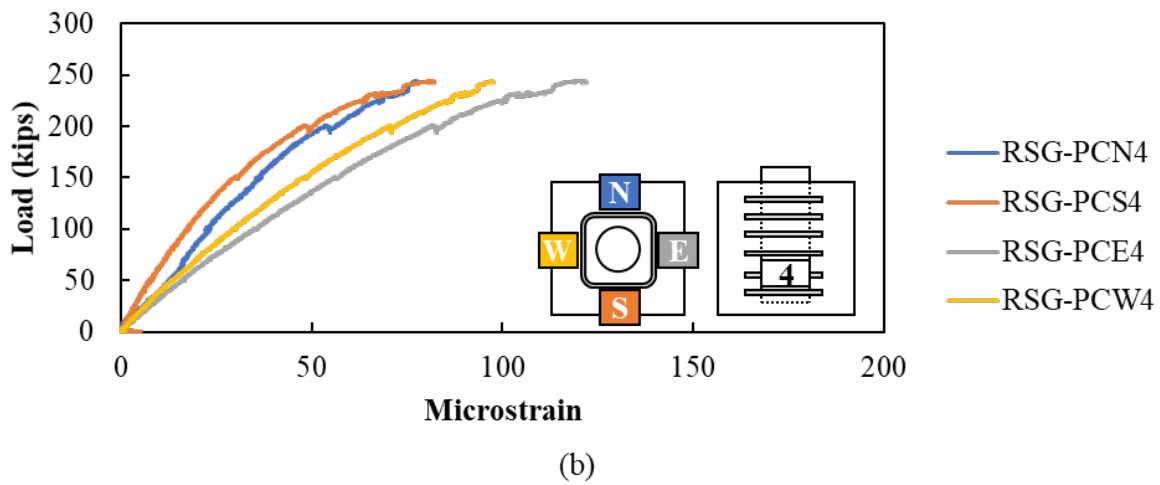 300
250
200
150
100
50
0
Load (kips)
0 50 100 150 200
Microstrain
N
W E
S
4
RSG-PCN4
RSG-PCS4
RSG-PCE4
RSG-PCW4
(b)